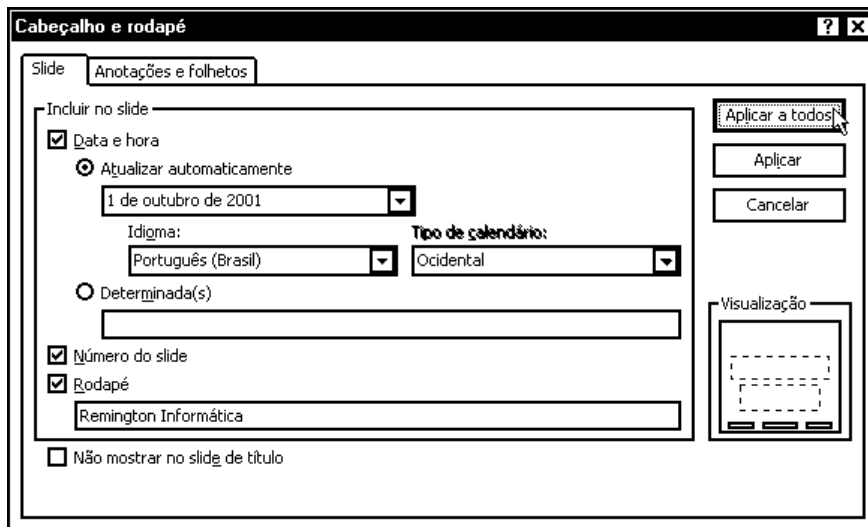 Cabeçalho e rodapé
Slide
Anotações e folhetos
Incluir no slide
Data e hora
Atualizar automaticamente
1 de outubro de 2001
Idioma:
Tipo de calendário:
Português (Brasil)
Ocidental
Determinada(s)
Número do slide
Rodapé
Remington Informática
Não mostrar no slide de título
Aplicar a todos
Aplicar
Cancelar
Visualização